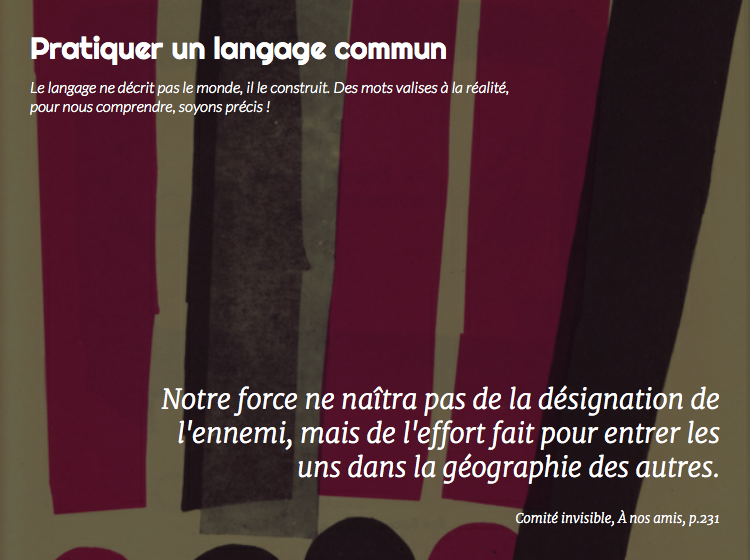 Pratiquer un langage commun
Le langage ne décrit pas le monde, il le construit. Des mots valises à la réalité,
pour nous comprendre, soyons précis !
Notre force ne naîtra pas de la désignation de
l'ennemi, mais de l'effort fait pour entrer les
uns dans la géographie des autres.
Comité invisible, À nos amis, p.231